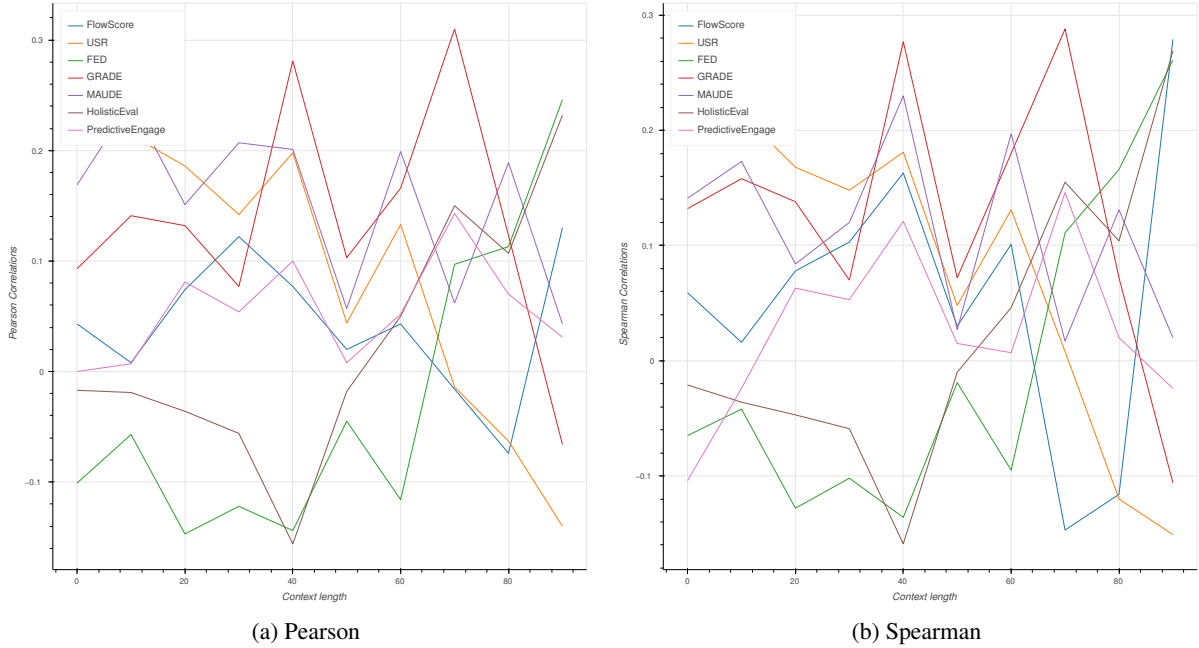 FlowScore
USR
FED
GRADE
MAUDE
HolisticEval
PredictiveEngage
0.3
0.2
0.1
0
−0.1
Pearson Correlations
0
20
40
60
80
Context length
(a) Pearson
FlowScore
USR
FED
GRADE
MAUDE
HolisticEval
PredictiveEngage
0.3
0.2
0.1
0
−0.1
Spearman Correlations
0
20
40
60
80
Context length
(b) Spearman